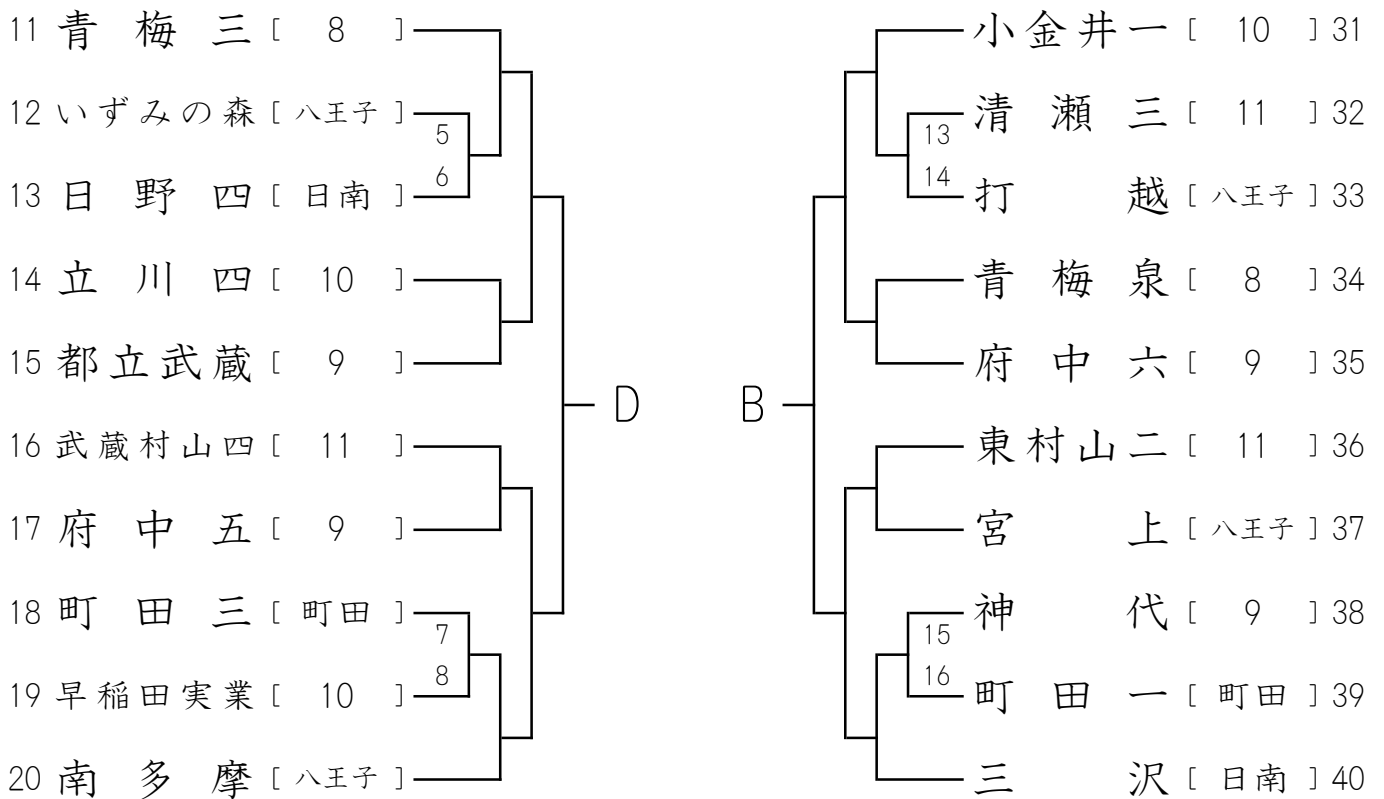 11 青梅三 [ 8 ]
12 いずみの森 [ 八王子 ]
5
6
13 日野四 [ 日南 ]
14 立川四 [ 10 ]
15 都立武蔵 [ 9 ]
D
16 武蔵村山四 [ 11 ]
17 府中五 [ 9 ]
18 町田三 [ 町田 ]
7
8
19 早稲田実業 [ 10 ]
20 南多摩 [ 八王子 ]
小金井一 [ 10 ] 31
清瀬三 [ 11 ] 32
13
14
打越 [ 八王子 ] 33
青梅泉 [ 8 ] 34
府中六 [ 9 ] 35
B
東村山二 [ 11 ] 36
宮上 [ 八王子 ] 37
神代 [ 9 ] 38
15
16
町田一 [ 町田 ] 39
三沢 [ 日南 ] 40